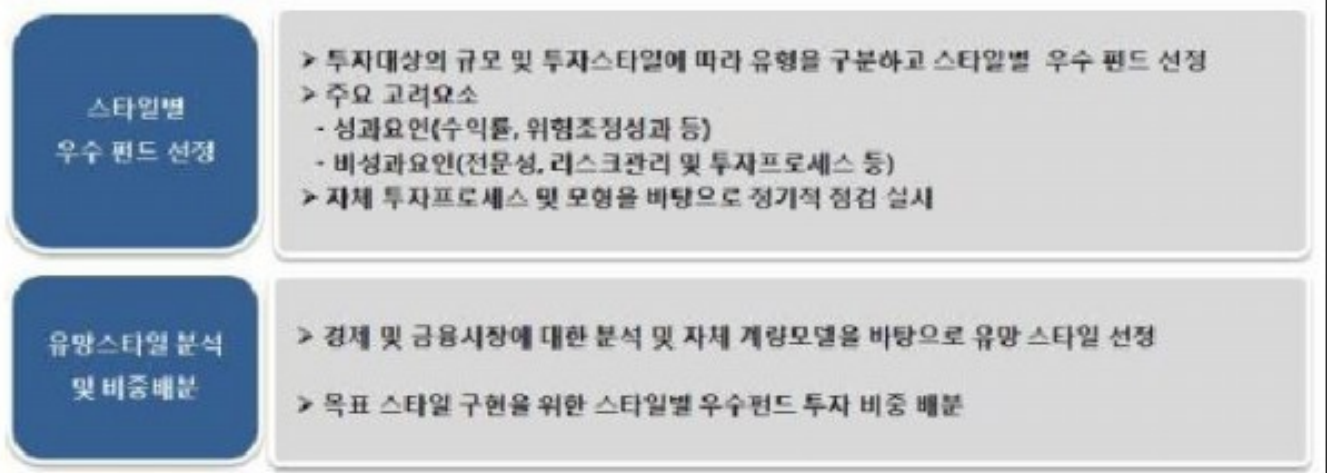 스타일별
우수 펀드 선정
➢ 투자대상의 규모 및 투자스타일에 따라 유형을 구분하고 스타일별 우수 펀드 선정
➢ 주요 고려요소
- 성과요인(수익률, 위험조정성과 등)
- 비성과요인(전문성, 리스크관리 및 투자프로세스 등)
➢ 자체 투자프로세스 및 모형을 바탕으로 정기적 점검 실시
유망스타일 분석
및 비중배분
➢ 경제 및 금융시장에 대한 분석 및 자체 계량모델을 바탕으로 유망 스타일 선정
➢ 목표 스타일 구현을 위한 스타일별 우수펀드 투자 비중 배분